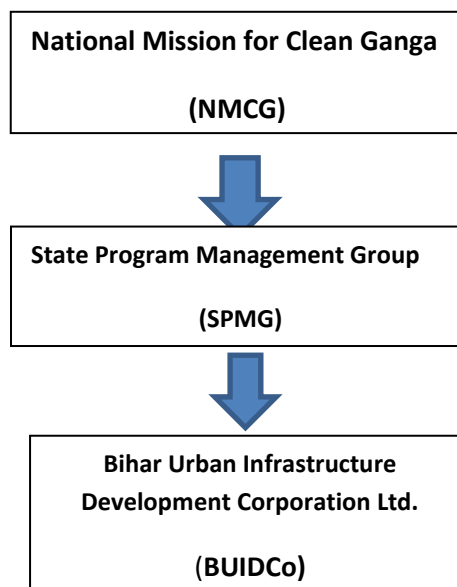 National Mission for Clean Ganga
(NMCG)
State Program Management Group
(SPMG)
Bihar Urban Infrastructure
Development Corporation Ltd.
(BUIDCo)